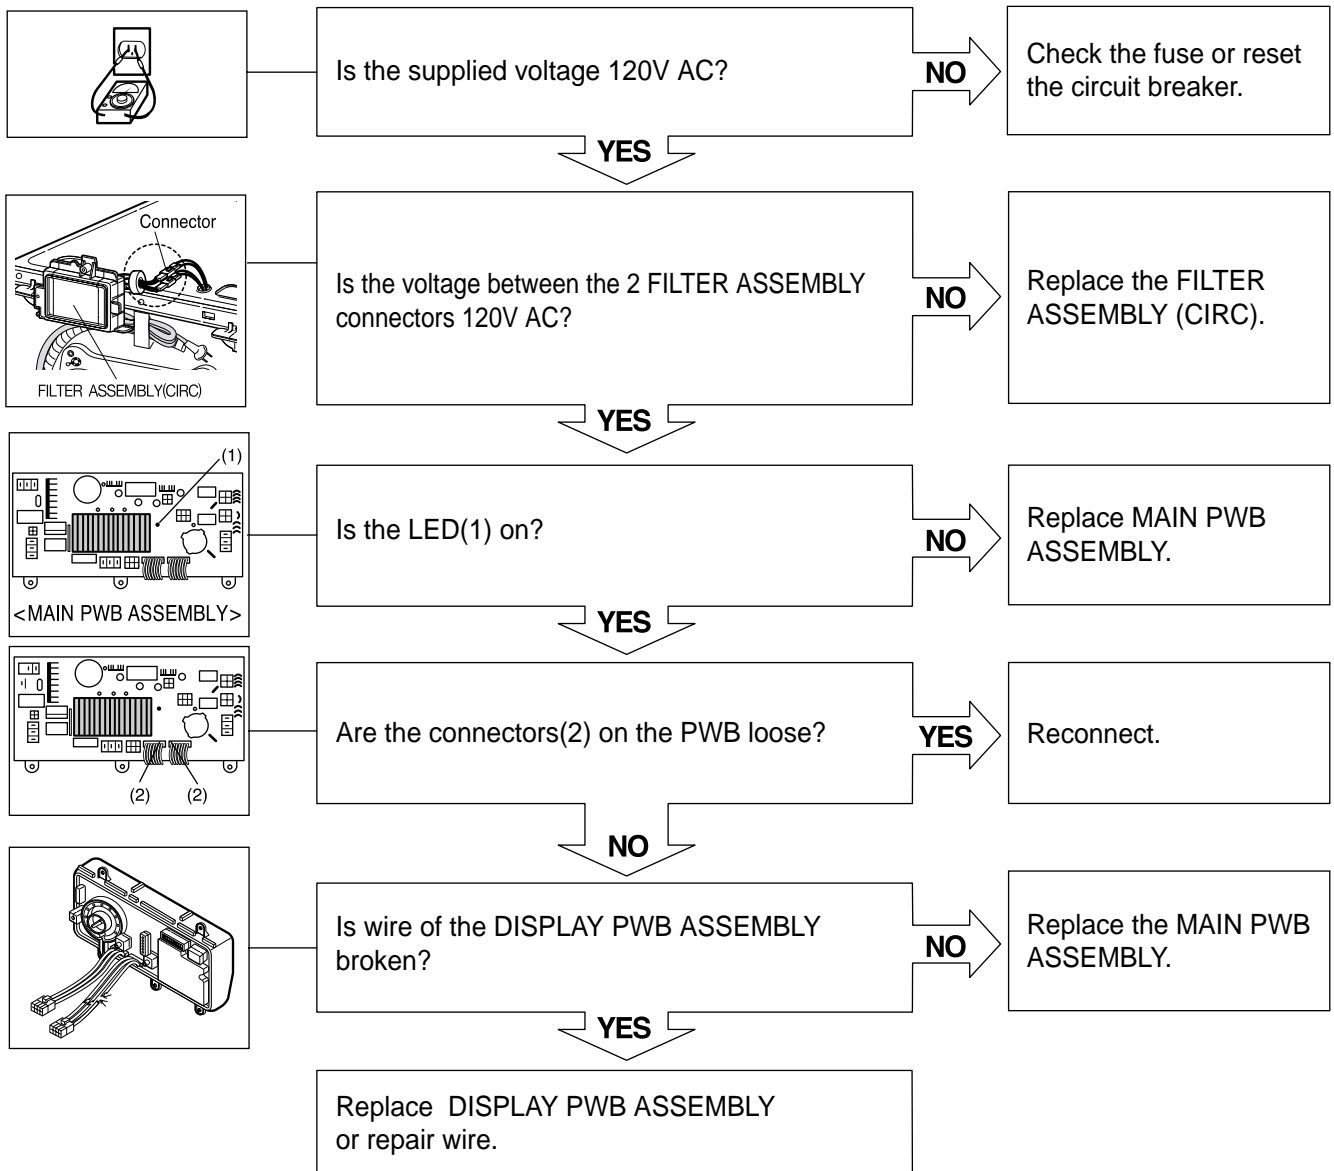 Is the supplied voltage 120V AC?
NO
Check the fuse or reset
the circuit breaker.
YES
Connector
FILTER ASSEMBLY(CIRC)
Is the voltage between the 2 FILTER ASSEMBLY
connectors 120V AC?
NO
Replace the FILTER
ASSEMBLY (CIRC).
YES
(1)
<MAIN PWB ASSEMBLY>
Is the LED(1) on?
NO
Replace MAIN PWB
ASSEMBLY.
YES
(2) (2)
Are the connectors(2) on the PWB loose?
YES
Reconnect.
NO
Is wire of the DISPLAY PWB ASSEMBLY
broken?
NO
Replace the MAIN PWB
ASSEMBLY.
YES
Replace DISPLAY PWB ASSEMBLY
or repair wire.